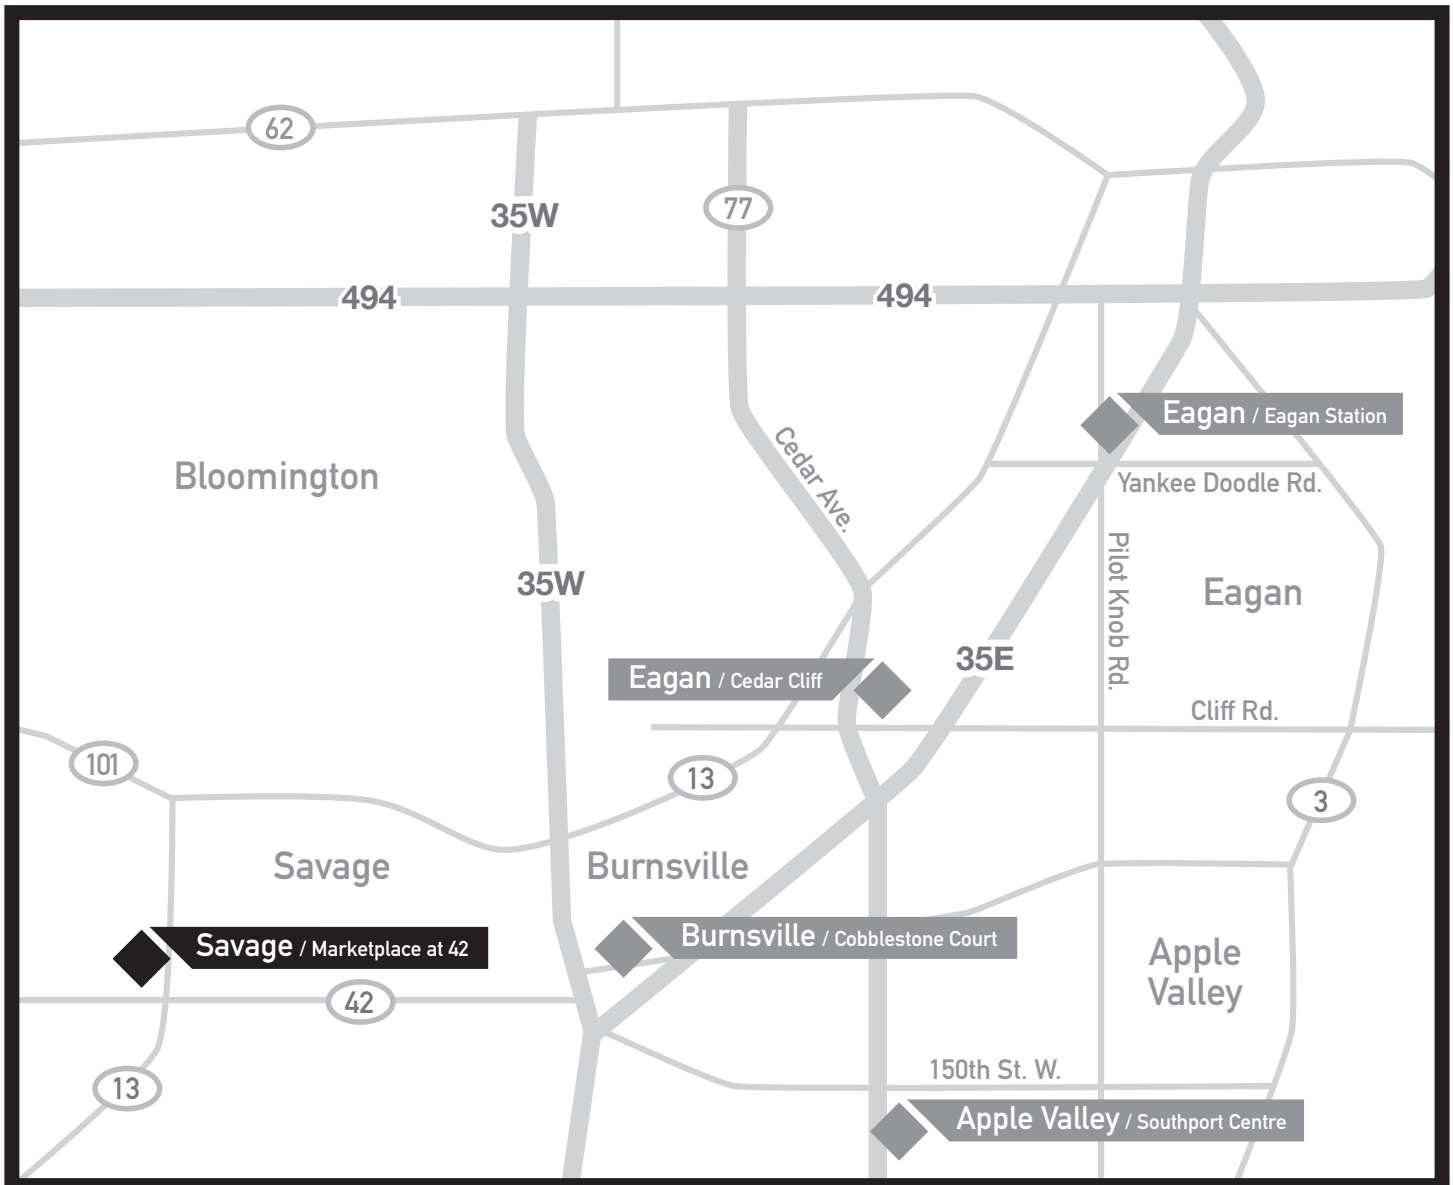 62
35W
77
494
494
Eagan / Eagan Station
Cedar Ave.
Bloomington
Yankee Doodle Rd.
35W
Pilot Knob Rd.
Eagan
35E
Eagan / Cedar Cliff
Cliff Rd.
101
13
3
Savage
Burnsville
Savage / Marketplace at 42
Burnsville / Cobblestone Court
Apple
Valley
42
150th St. W.
13
Apple Valley / Southport Centre